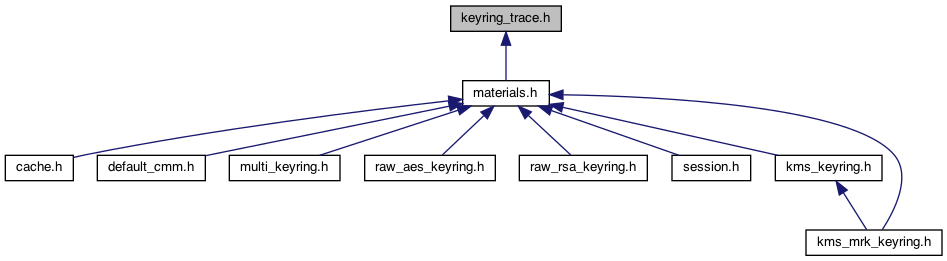 keyring_trace.h
materials.h
cache.h
default_cmm.h
multi_keyring.h
raw_aes_keyring.h
raw_rsa_keyring.h
session.h
kms_keyring.h
kms_mrk_keyring.h